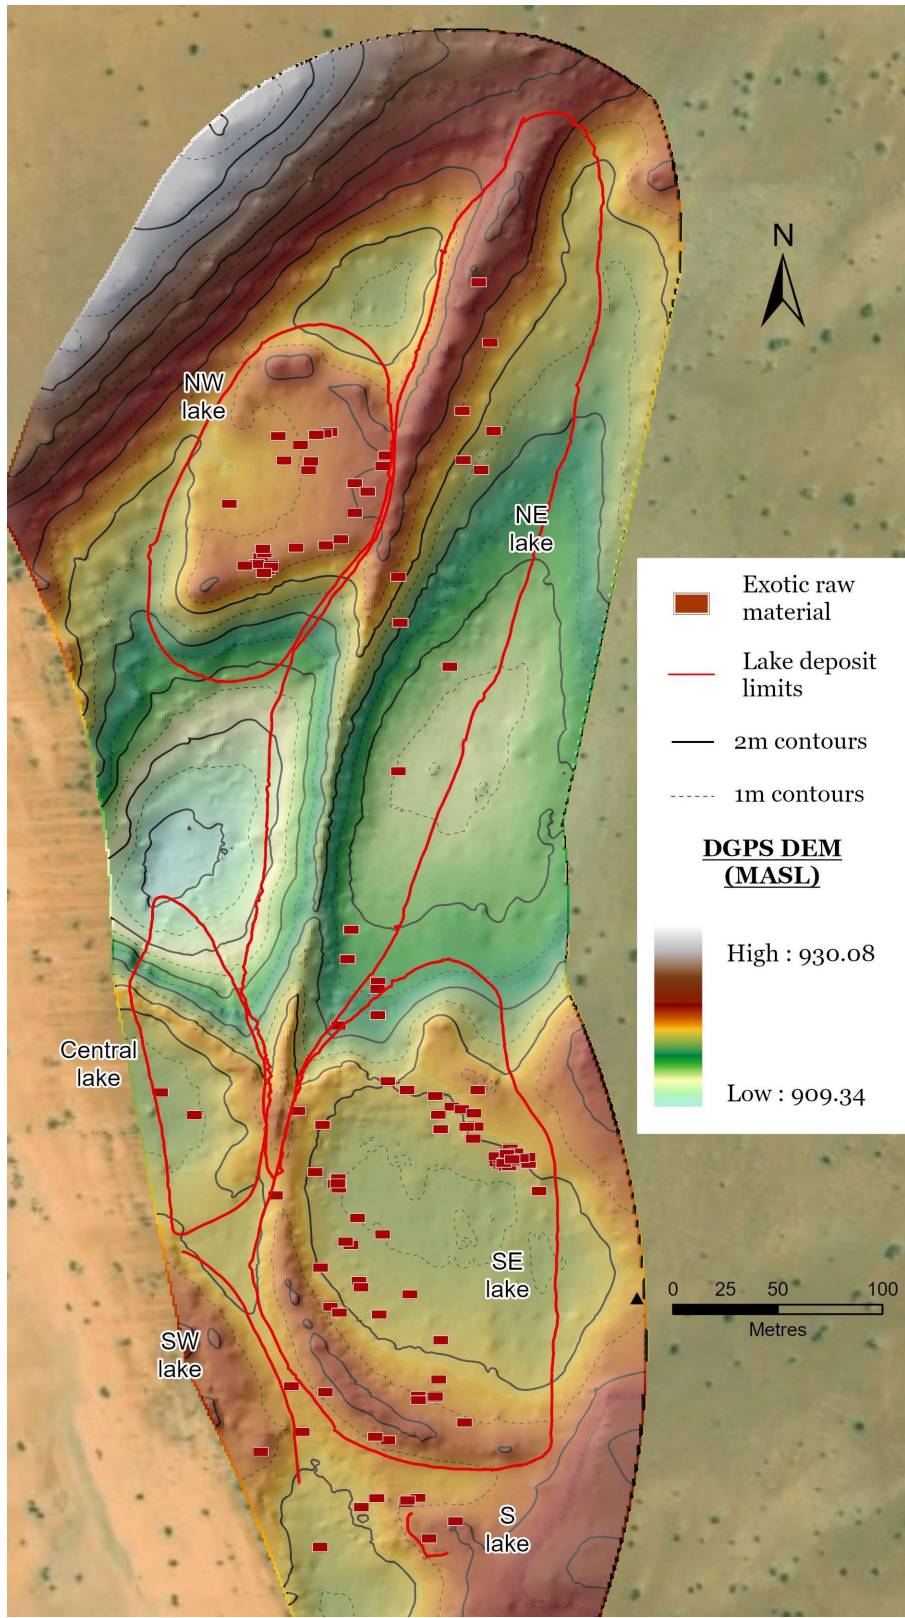 N
NW
lake
NE
lake
Exotic raw
material
Lake deposit
limits
2m contours
1m contours
DGPS DEM
(MASL)
High : 930.08
Low : 909.34
Central
lake
SE
lake
0 25 50 100
Metres
SW
lake
S
lake